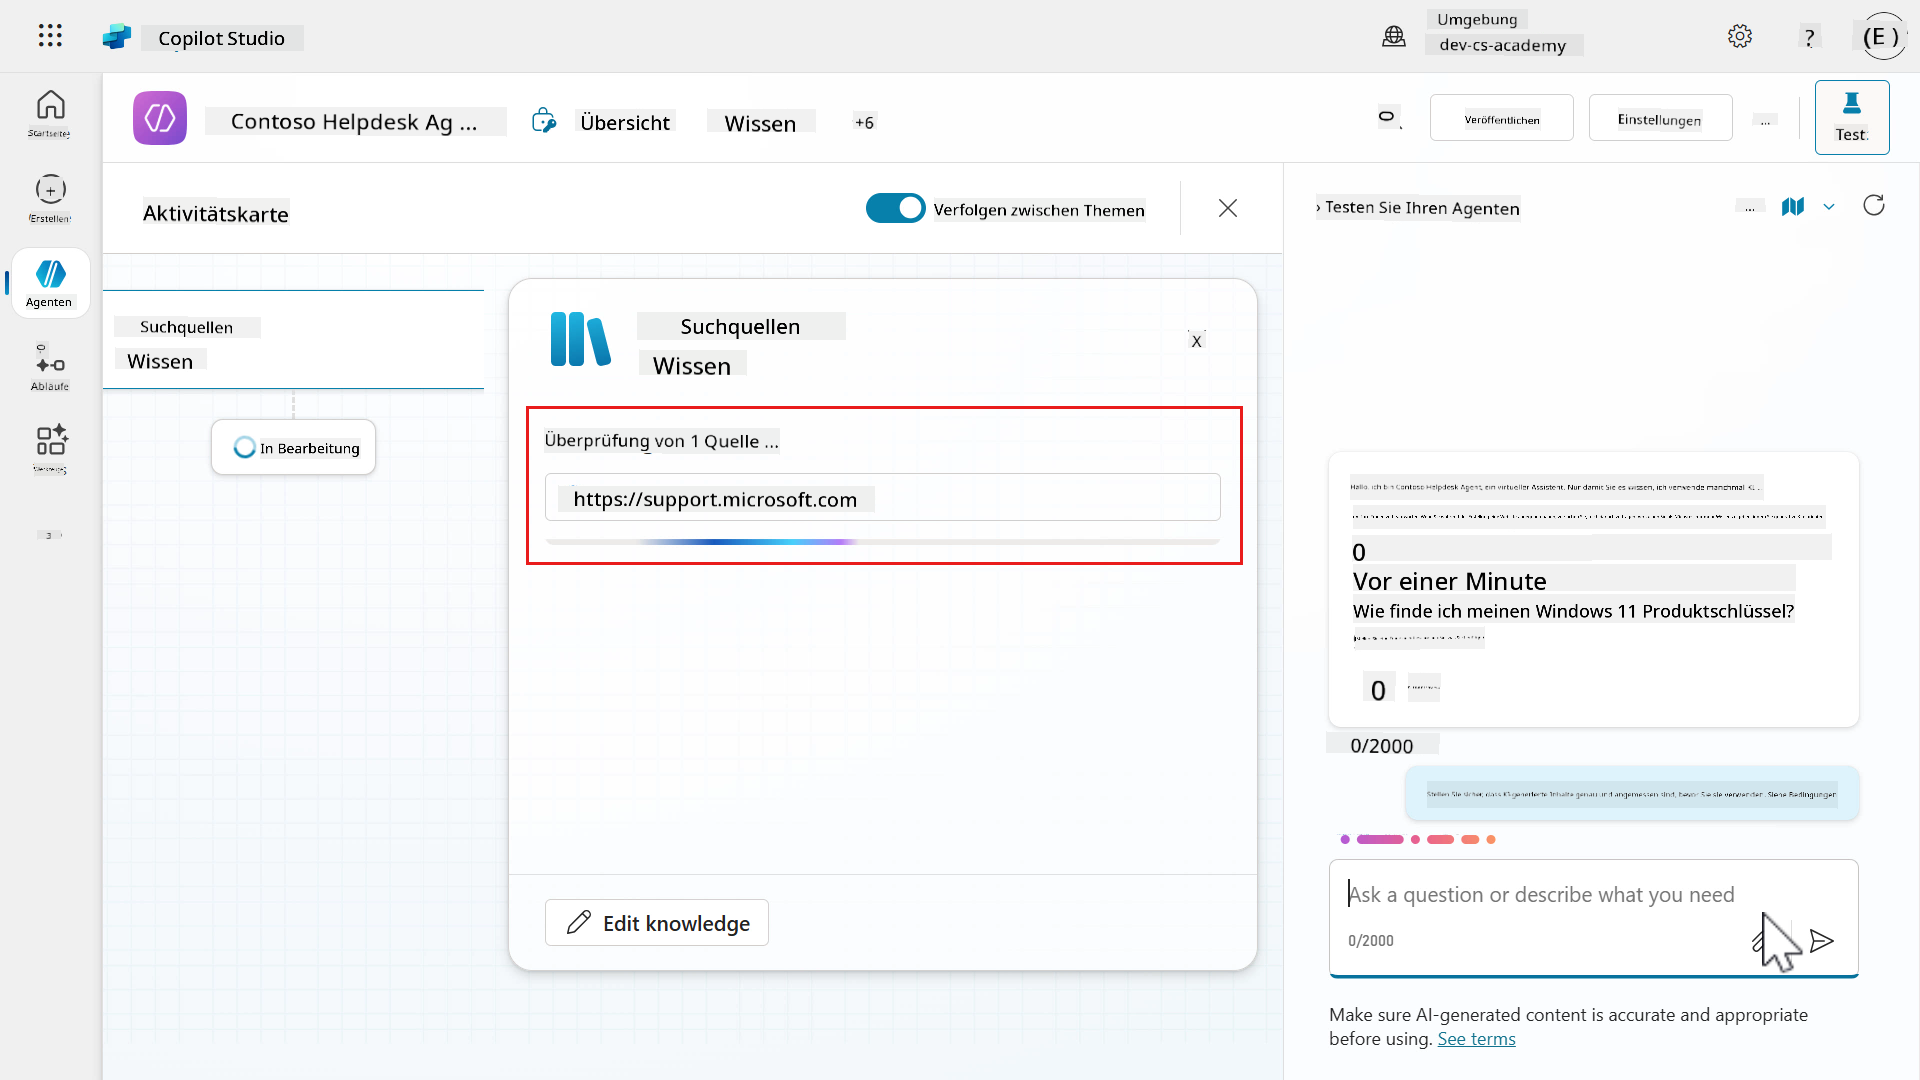 Copilot Studio
Umgebung
dev-cs-academy
?
(E )
Startseite
Contoso Helpdesk Ag ...
Übersicht
Wissen
+6
Veröffentlichen
Einstellungen
...
Test
Erstellen
Agenten
Abläufe
Werkzeuge
3
Aktivitätskarte
Verfolgen zwischen Themen
Suchquellen
Wissen
In Bearbeitung
Suchquellen
Wissen
X
Überprüfung von 1 Quelle ...
https://support.microsoft.com
Edit knowledge
› Testen Sie Ihren Agenten
...
Hallo, ich bin Contoso Helpdesk Agent, ein virtueller Assistent. Nur damit Sie es wissen, ich verwende manchmal KI ...
0
Vor einer Minute
Wie finde ich meinen Windows 11 Produktschlüssel?
0
0/2000
Stellen Sie sicher, dass KI-generierte Inhalte genau und angemessen sind, bevor Sie sie verwenden. Siehe Bedingungen
Ask a question or describe what you need
0/2000
Make sure AI-generated content is accurate and appropriate
before using. See terms